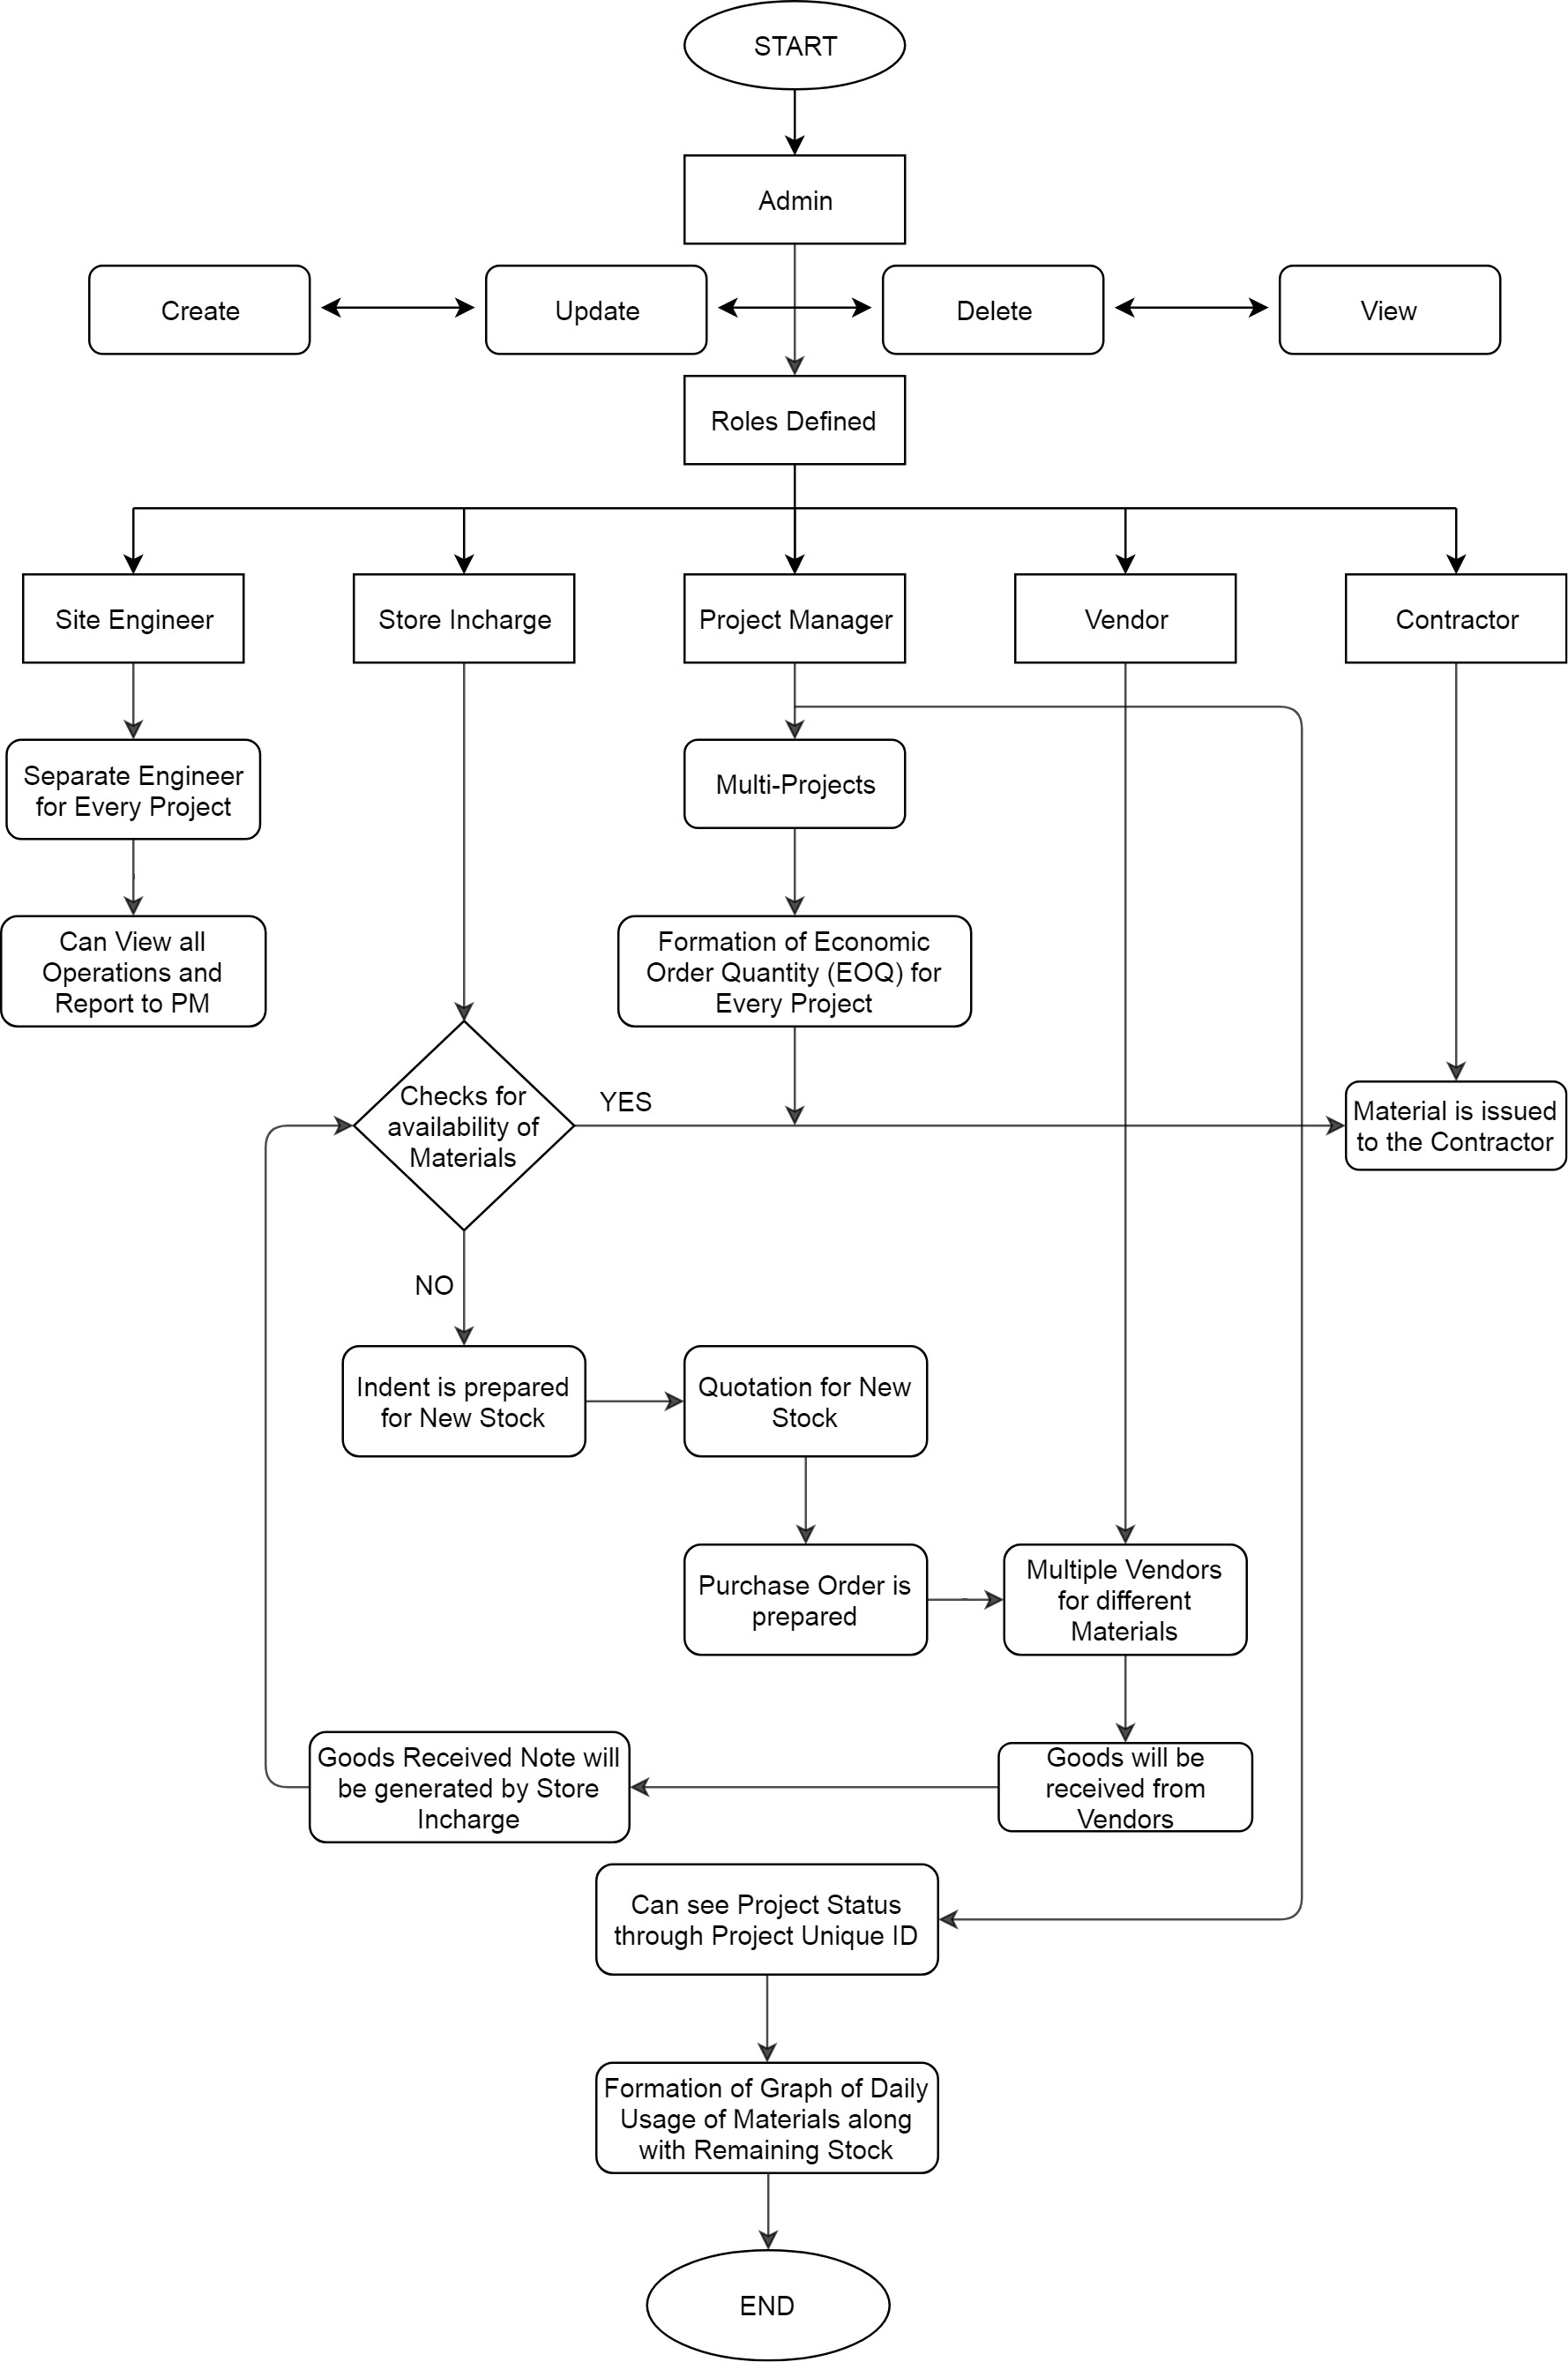 START
Admin
Create
Update
Delete
View
Roles Defined
Site Engineer
Store Incharge
Project Manager
Vendor
Contractor
Separate Engineer
for Every Project
Multi-Projects
Can View all
Operations and
Report to PM
Formation of Economic
Order Quantity (EOQ) for
Every Project
Checks for
availability of
Materials
YES
Material is issued
to the Contractor
NO
Indent is prepared
for New Stock
Quotation for New
Stock
Purchase Order is
prepared
Multiple Vendors
for different
Materials
Goods Received Note will
be generated by Store
Incharge
Goods will be
received from
Vendors
Can see Project Status
through Project Unique ID
Formation of Graph of Daily
Usage of Materials along
with Remaining Stock
END